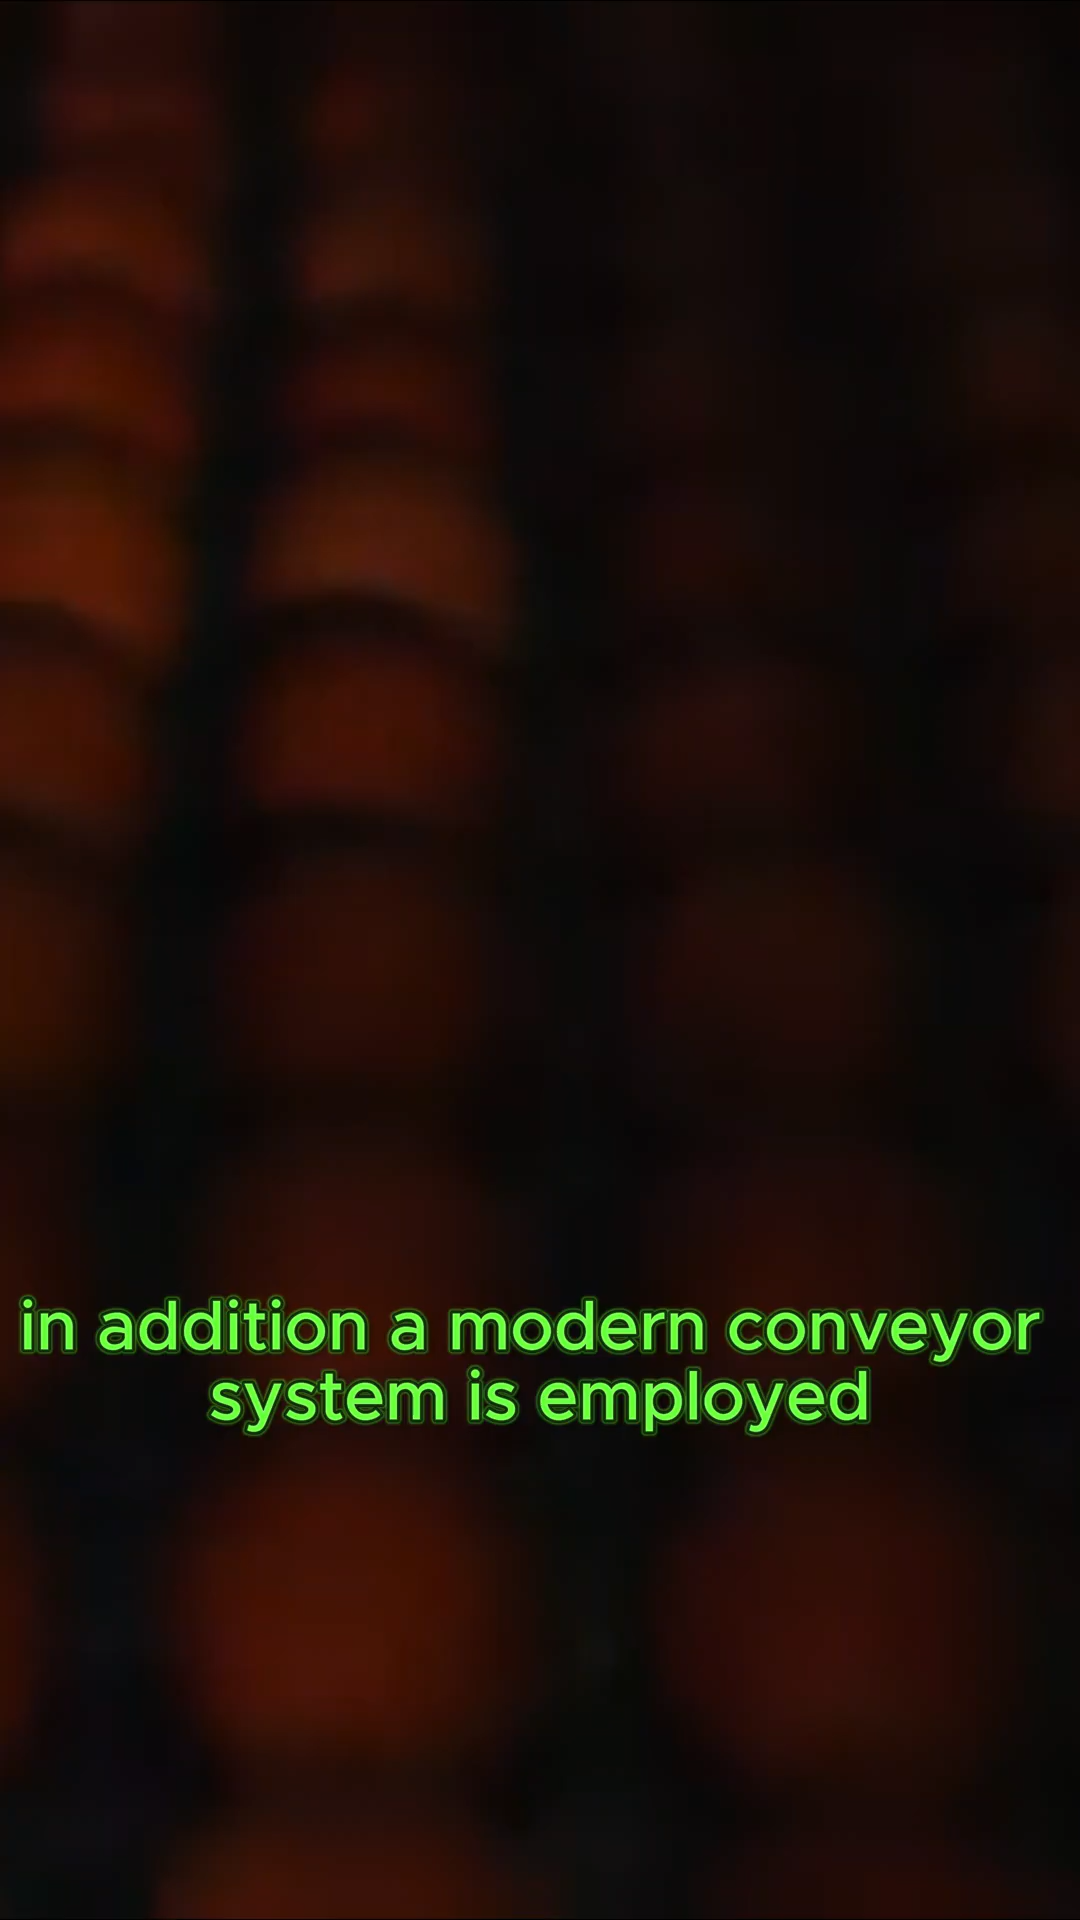 in addition a modern conveyor
system is employed